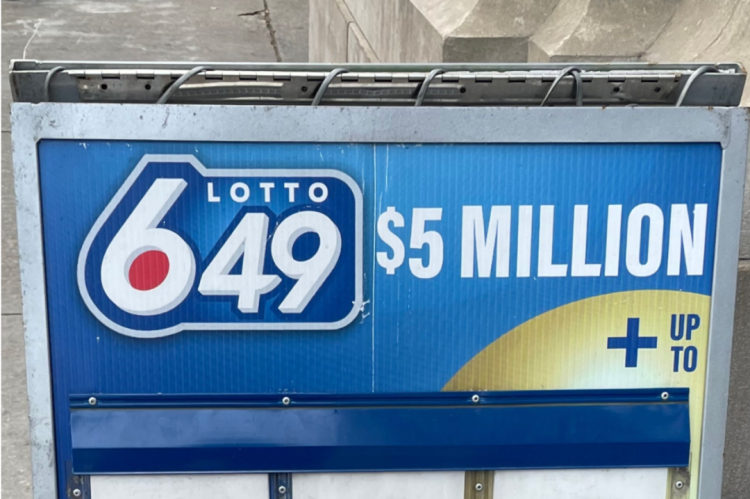 LOTTO
649
$5 MILLION
+ UP
TO